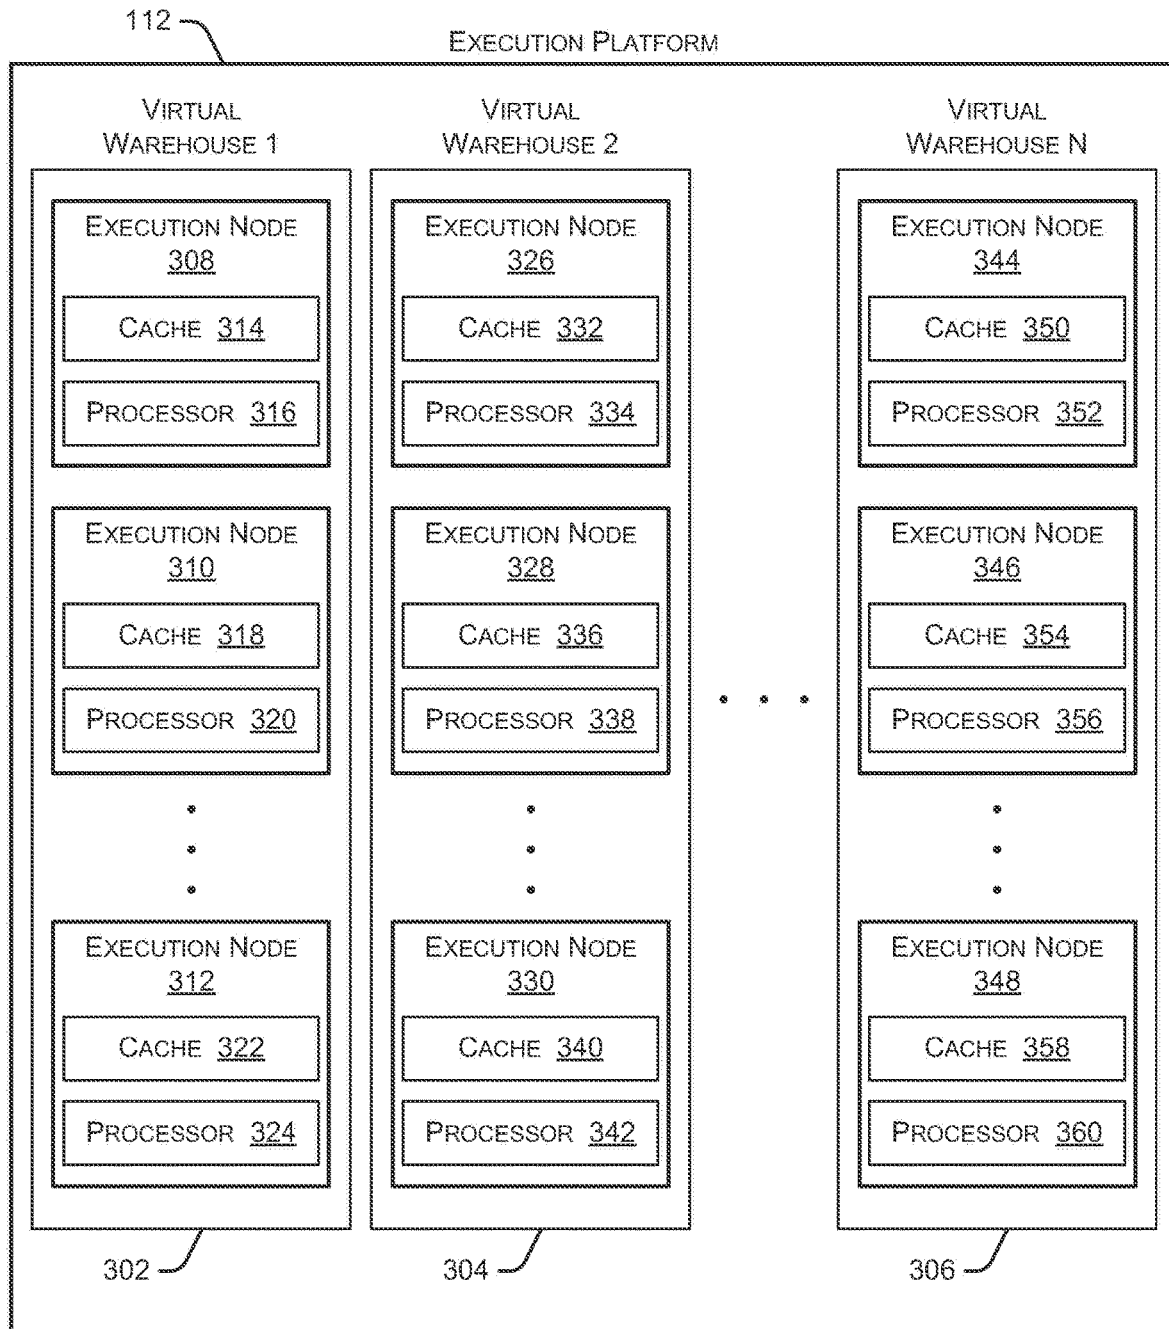 112
EXECUTION PLATFORM
VIRTUAL WAREHOUSE 1
VIRTUAL WAREHOUSE 2
VIRTUAL WAREHOUSE N
EXECUTION NODE
308
CACHE 314
PROCESSOR 316
EXECUTION NODE
310
CACHE 318
PROCESSOR 320
EXECUTION NODE
312
CACHE 322
PROCESSOR 324
302
EXECUTION NODE
326
CACHE 332
PROCESSOR 334
EXECUTION NODE
328
CACHE 336
PROCESSOR 338
EXECUTION NODE
330
CACHE 340
PROCESSOR 342
304
EXECUTION NODE
344
CACHE 350
PROCESSOR 352
EXECUTION NODE
346
CACHE 354
PROCESSOR 356
EXECUTION NODE
348
CACHE 358
PROCESSOR 360
306